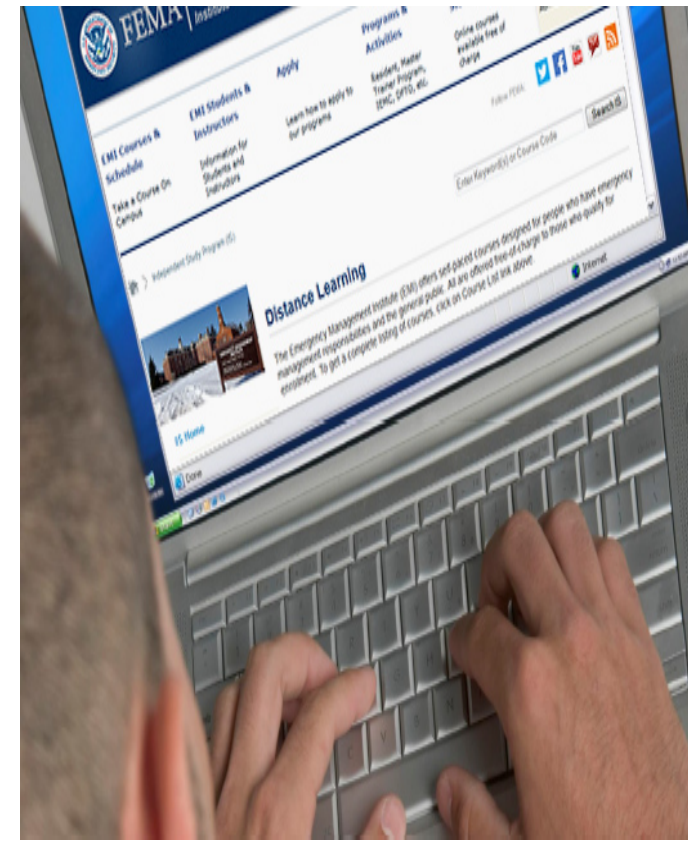 FEMA
Institute
EMI Courses &
Schedule
Take a Course On
Campus
EMI Students &
Instructors
Information for
Students and
Instructors
Apply
Learn how to apply to
our programs
Programs &
Activities
Resident, Master
Trainer Program,
IEMC, DFTO, etc.
Online courses
available free of
charge
Follow FEMA:
Search
Enter Keyword(s) or Course Code
Independent Study Program (IS)
Distance Learning
The Emergency Management Institute (EMI) offers self-paced courses designed for people who have emergency
management responsibilities and the general public. All are offered free-of-charge to those who qualify for
enrollment. To get a complete listing of courses, click on Course List link above.
IS Home
Done
Internet